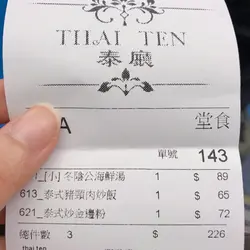 THAI TEN
泰廳
A 堂食
單號 143
[小]冬陰公海鮮湯 1 $ 89
613_泰式豬頸肉炒飯 1 $ 65
621_泰式炒金邊粉 1 $ 72
總件數 3 $ 226
thai ten